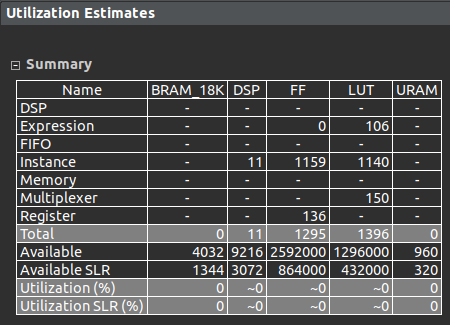 Utilization Estimates
Summary
Name BRAM_18K DSP FF LUT URAM
DSP - - - - -
Expression - - 0 106 -
FIFO - - - - -
Instance - 11 1159 1140 -
Memory - - - - -
Multiplexer - - - 150 -
Register - - 136 - -
Total 0 11 1295 1396 0
Available 4032 9216 2592000 1296000 960
Available SLR 1344 3072 864000 432000 320
Utilization (%) 0 ~0 ~0 ~0 0
Utilization SLR (%) 0 ~0 ~0 ~0 0